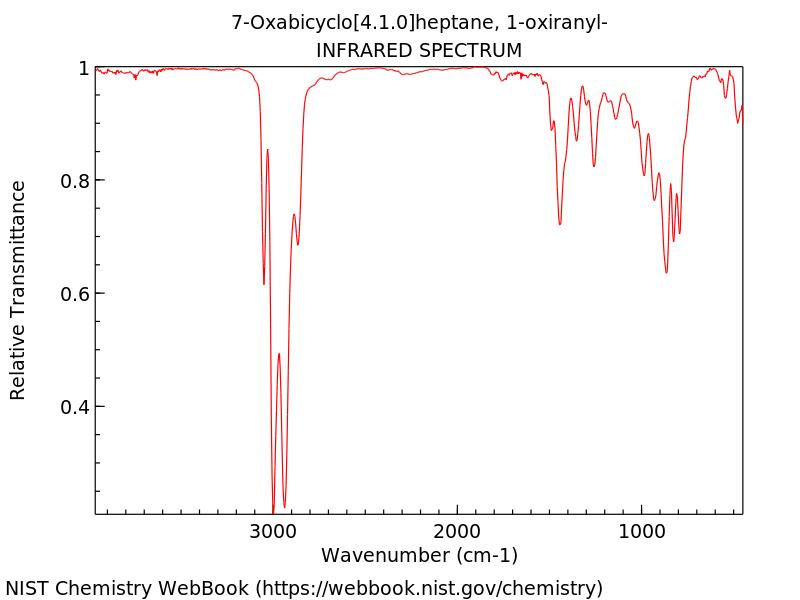 7-Oxabicyclo[4.1.0]heptane, 1-oxiranyl-
INFRARED SPECTRUM
1
0.8
0.6
0.4
Relative Transmittance
3000 2000 1000
Wavenumber (cm-1)
NIST Chemistry WebBook (https://webbook.nist.gov/chemistry)